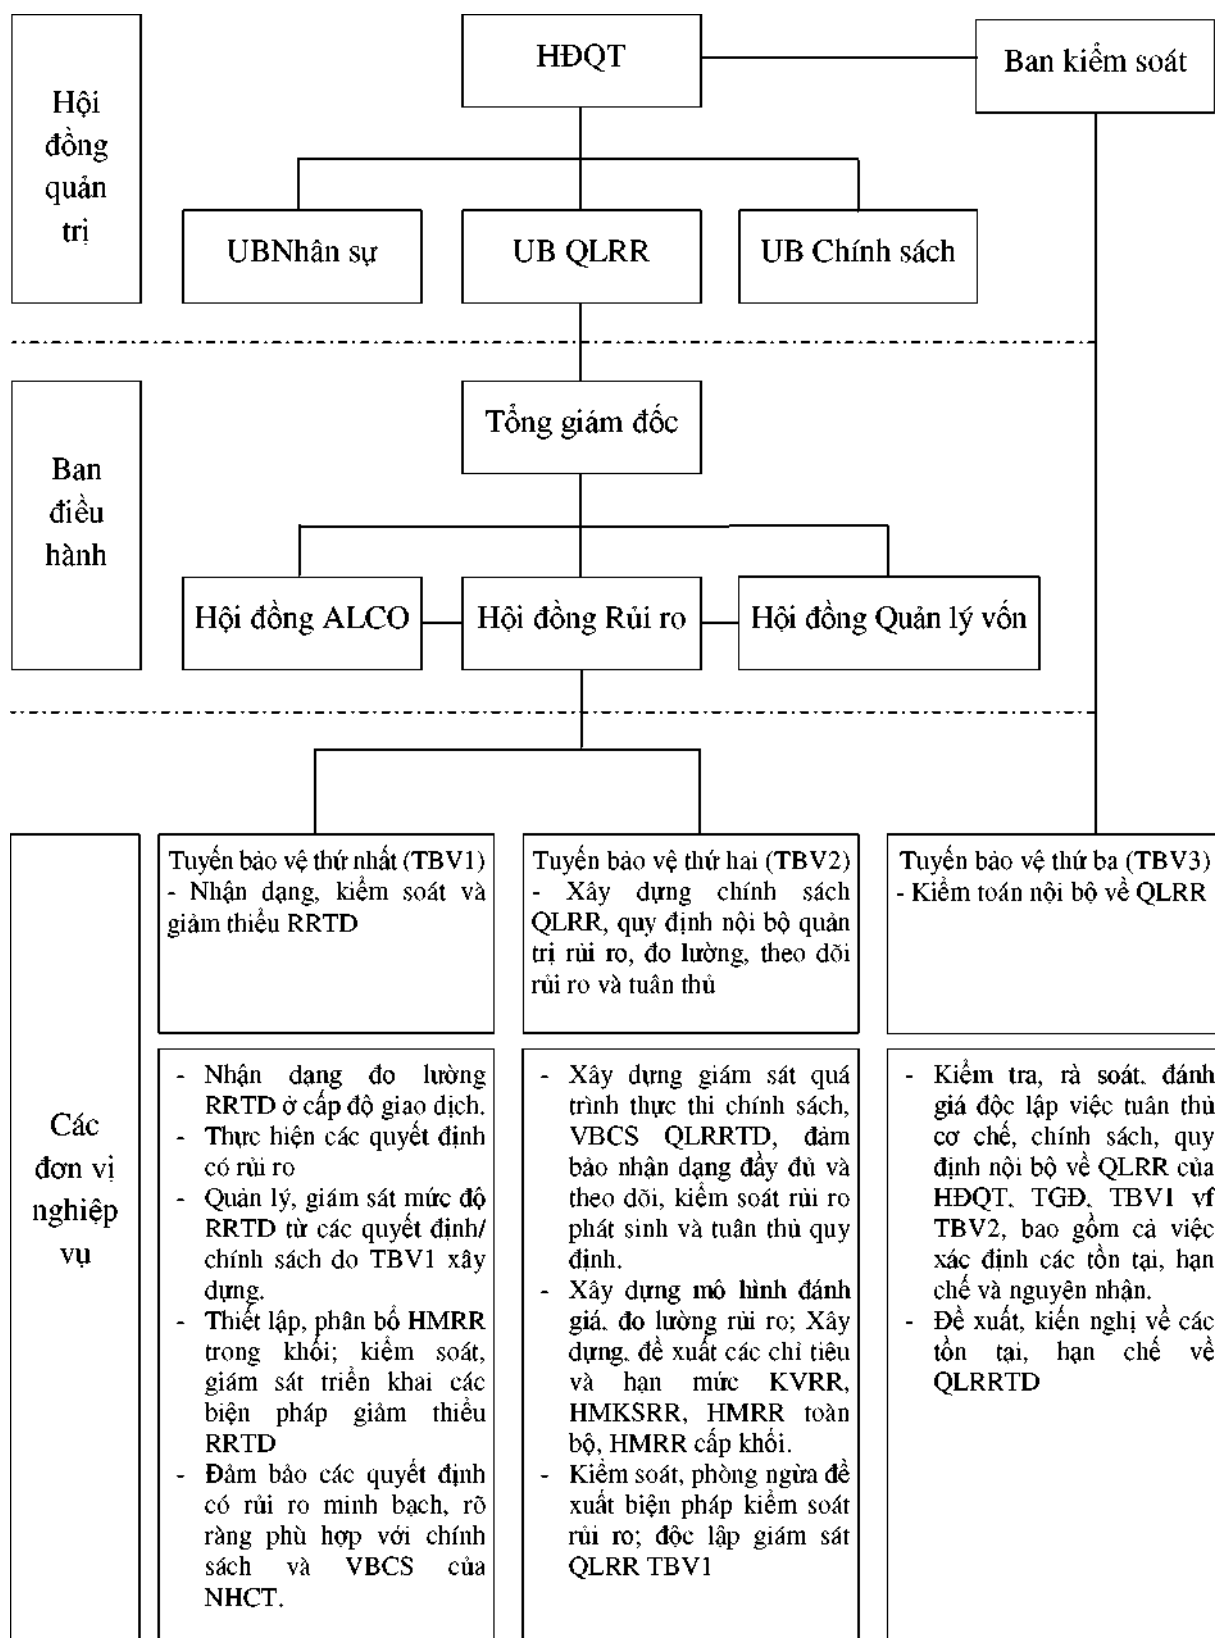 HĐQT
Ban kiểm soát
Hội
đồng
quản
trị
UBNhân sự
UB QLRR
UB Chính sách
Tổng giám đốc
Ban
điều
hành
Hội đồng ALCO
Hội đồng Rủi ro
Hội đồng Quản lý vốn
Tuyến bảo vệ thứ nhất (TBV1)
- Nhận dạng, kiểm soát và
giảm thiểu RRTD
Tuyến bảo vệ thứ hai (TBV2)
- Xây dựng chính sách
QLRR, quy định nội bộ quản
trị rủi ro, đo lường, theo dõi
rủi ro và tuân thủ
Tuyến bảo vệ thứ ba (TBV3)
- Kiểm toán nội bộ về QLRR
Các
đơn vị
nghiệp
vụ
- Nhận dạng đo lường
RRTD ở cấp độ giao dịch.
- Thực hiện các quyết định
có rủi ro
- Quản lý, giám sát mức độ
RRTD từ các quyết định/
chính sách do TBV1 xây
dựng.
- Thiết lập, phân bổ HMRR
trong khối; kiểm soát,
giám sát triển khai các
biện pháp giảm thiểu
RRTD
- Đảm bảo các quyết định
có rủi ro minh bạch, rõ
ràng phù hợp với chính
sách và VBCS của
NHCT.
- Xây dựng giám sát quá
trình thực thi chính sách,
VBCS QLRRTD, đảm
bảo nhận dạng đầy đủ và
theo dõi, kiểm soát rủi ro
phát sinh và tuân thủ quy
định.
- Xây dựng mô hình đánh
giá. đo lường rủi ro; Xây
dựng. đề xuất các chỉ tiêu
và hạn mức KVRR,
HMKSRR, HMRR toàn
bộ, HMRR cấp khối.
- Kiểm soát, phòng ngừa đề
xuất biện pháp kiểm soát
rủi ro; độc lập giám sát
QLRR TBV1
- Kiểm tra, rà soát. đánh
giá độc lập việc tuân thủ
cơ chế, chính sách, quy
định nội bộ về QLRR của
HĐQT. TGĐ. TBV1 vf
TBV2, bao gồm cả việc
xác định các tồn tại, hạn
chế và nguyên nhân.
- Đề xuất, kiến nghị về các
tồn tại, hạn chế về
QLRRTD